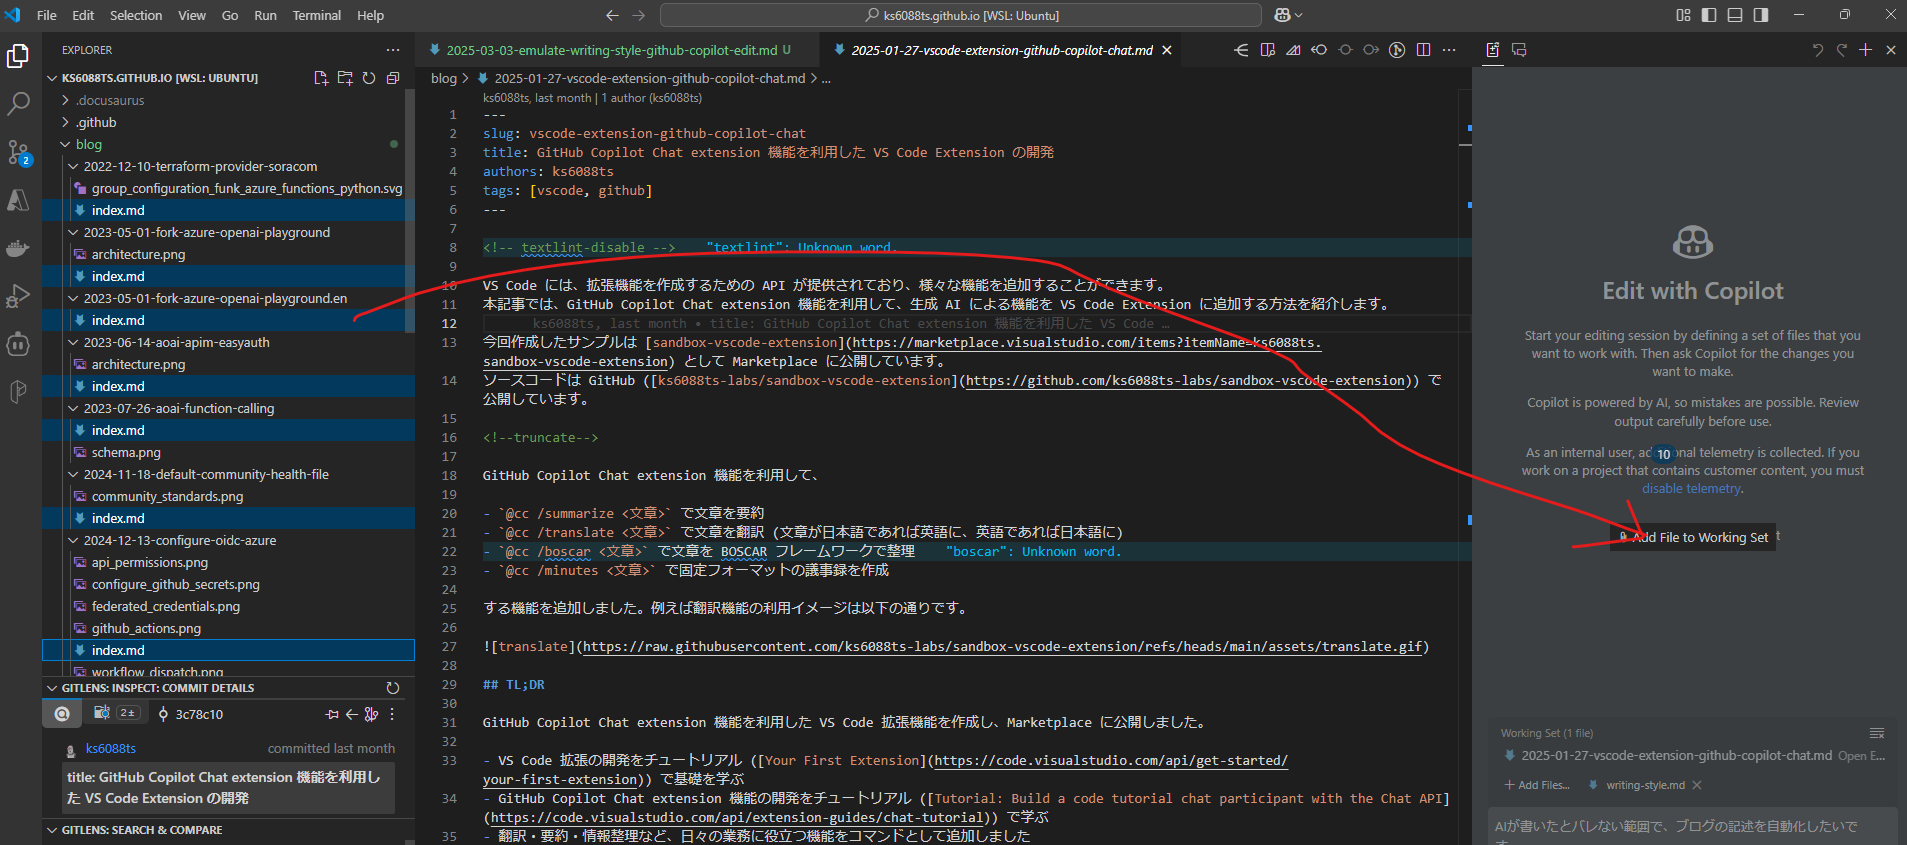 File Edit Selection View Go Run Terminal Help
ks6088ts.github.io [WSL: Ubuntu]
EXPLORER
KS6088TS.GITHUB.IO [WSL: UBUNTU]
.docusaurus
.github
blog
2022-12-10-terraform-provider-soracom
group_configuration_funk_azure_functions_python.svg
index.md
2023-05-01-fork-azure-openai-playground
architecture.png
index.md
2023-05-01-fork-azure-openai-playground.en
index.md
2023-06-14-aoai-apim-easyauth
architecture.png
index.md
2023-07-26-aoai-function-calling
index.md
schema.png
2024-11-18-default-community-health-file
community_standards.png
index.md
2024-12-13-configure-oidc-azure
api_permissions.png
configure_github_secrets.png
federated_credentials.png
github_actions.png
index.md
workflow_dispatch.png
2
GITLENS: INSPECT: COMMIT DETAILS
2± 3c78c10
ks6088ts committed last month
title: GitHub Copilot Chat extension 機能を利用し
た VS Code Extension の開発
GITLENS: SEARCH & COMPARE
2025-03-03-emulate-writing-style-github-copilot-edit.md U
2025-01-27-vscode-extension-github-copilot-chat.md
blog > 2025-01-27-vscode-extension-github-copilot-chat.md > ...
ks6088ts, last month | 1 author (ks6088ts)
1 ---
2 slug: vscode-extension-github-copilot-chat
3 title: GitHub Copilot Chat extension 機能を利用した VS Code Extension の開発
4 authors: ks6088ts
5 tags: [vscode, github]
6 ---
7
8 <!-- textlint-disable --> "textlint": Unknown word.
9
10 VS Code には、拡張機能を作成するための API が提供されており、様々な機能を追加することができます。
11 本記事では、GitHub Copilot Chat extension 機能を利用して、生成 AI による機能を VS Code Extension に追加する方法を紹介します。
12 ks6088ts, last month • title: GitHub Copilot Chat extension 機能を利用した VS Code …
13 今回作成したサンプルは [sandbox-vscode-extension](https://marketplace.visualstudio.com/items?itemName=ks6088ts.
sandbox-vscode-extension) として Marketplace に公開しています。
14 ソースコードは GitHub ([ks6088ts-labs/sandbox-vscode-extension](https://github.com/ks6088ts-labs/sandbox-vscode-extension)) で
公開しています。
15
16 <!--truncate-->
17
18 GitHub Copilot Chat extension 機能を利用して、
19
20 - `@cc /summarize <文章>` で文章を要約
21 - `@cc /translate <文章>` で文章を翻訳 (文章が日本語であれば英語に、英語であれば日本語に)
22 - `@cc /boscar <文章>` で文章を BOSCAR フレームワークで整理 "boscar": Unknown word.
23 - `@cc /minutes <文章>` で固定フォーマットの議事録を作成
24
25 する機能を追加しました。例えば翻訳機能の利用イメージは以下の通りです。
26
27 ![translate](https://raw.githubusercontent.com/ks6088ts-labs/sandbox-vscode-extension/refs/heads/main/assets/translate.gif)
28
29 ## TL;DR
30
31 GitHub Copilot Chat extension 機能を利用した VS Code 拡張機能を作成し、Marketplace に公開しました。
32
33 - VS Code 拡張の開発をチュートリアル ([Your First Extension](https://code.visualstudio.com/api/get-started/
your-first-extension)) で基礎を学ぶ
34 - GitHub Copilot Chat extension 機能の開発をチュートリアル ([Tutorial: Build a code tutorial chat participant with the Chat API]
(https://code.visualstudio.com/api/extension-guides/chat-tutorial)) で学ぶ
35 - 翻訳・要約・情報整理など、日々の業務に役立つ機能をコマンドとして追加しました
Edit with Copilot
Start your editing session by defining a set of files that you
want to work with. Then ask Copilot for the changes you
want to make.
Copilot is powered by AI, so mistakes are possible. Review
output carefully before use.
As an internal user, telemetry is collected. If you
10
work on a project that contains customer content, you must
disable telemetry.
Add File to Working Set
Working Set (1 file)
2025-01-27-vscode-extension-github-copilot-chat.md Open E...
+ Add Files... writing-style.md
AIが書いたとバレない範囲で、ブログの記述を自動化したいで